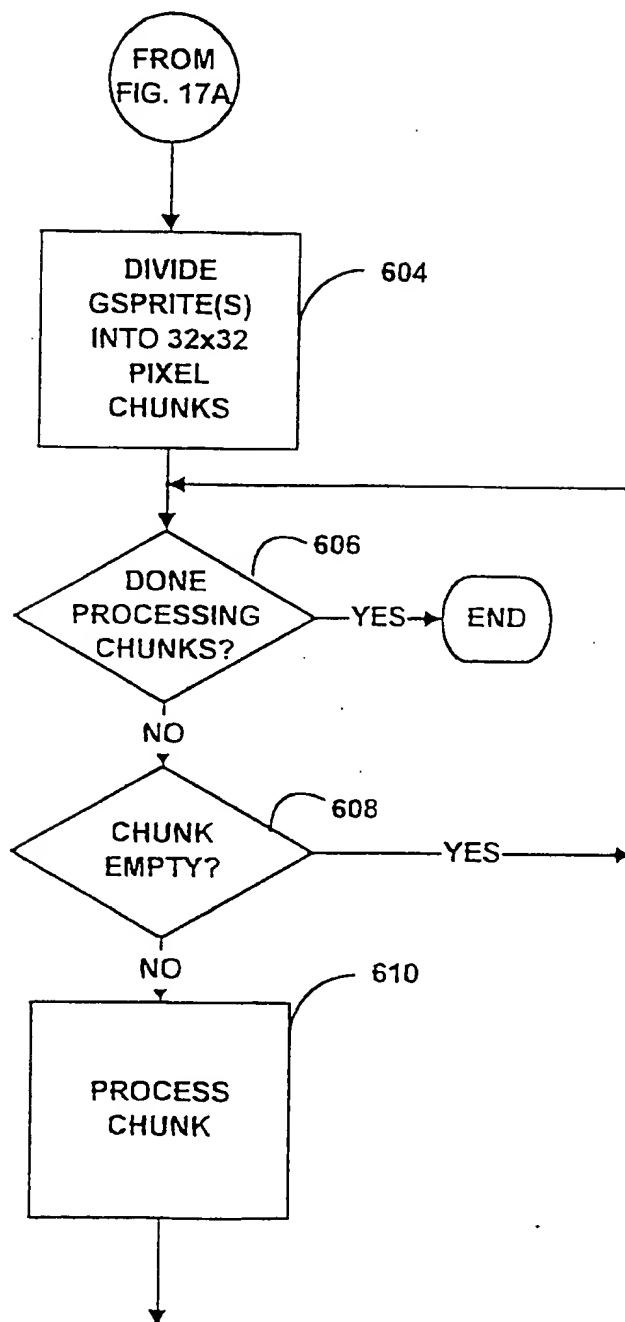 FROM
FIG. 17A
DIVIDE
GSPRITE(S)
INTO 32x32
PIXEL
CHUNKS
604
606
DONE
PROCESSING
CHUNKS?
YES
END
NO
608
CHUNK
EMPTY?
YES
NO
610
PROCESS
CHUNK